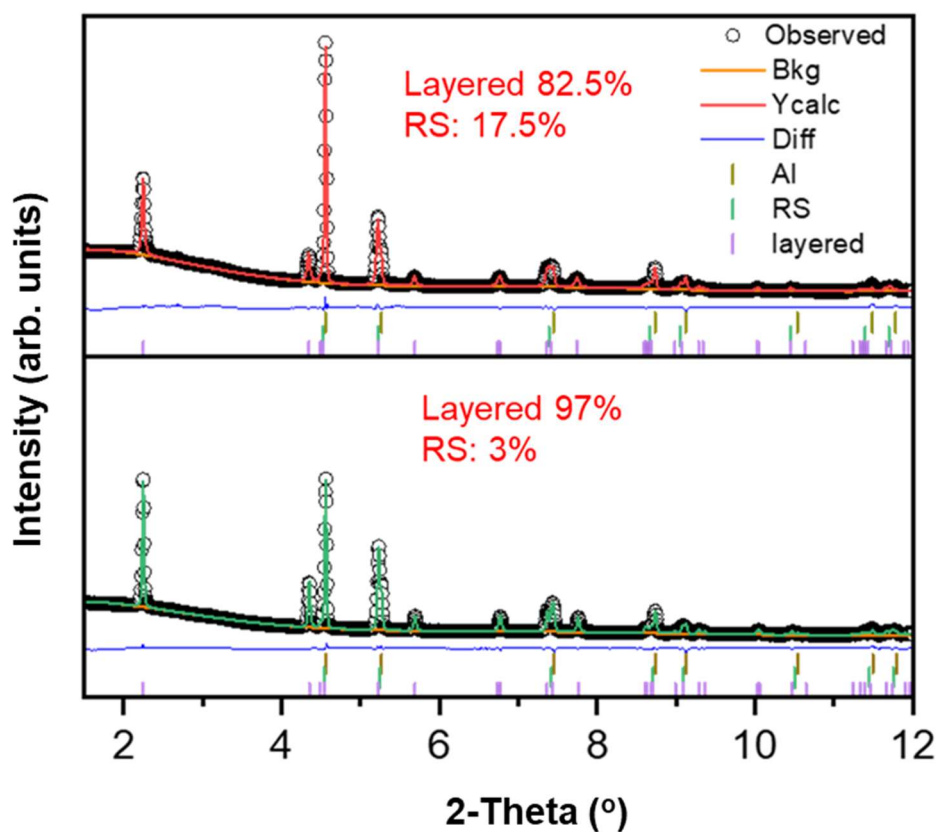 Observed
Bkg
Ycalc
Diff
Al
RS
layered
Layered 82.5%
RS: 17.5%
Layered 97%
RS: 3%
Intensity (arb. units)
2 4 6 8 10 12
2-Theta (°)